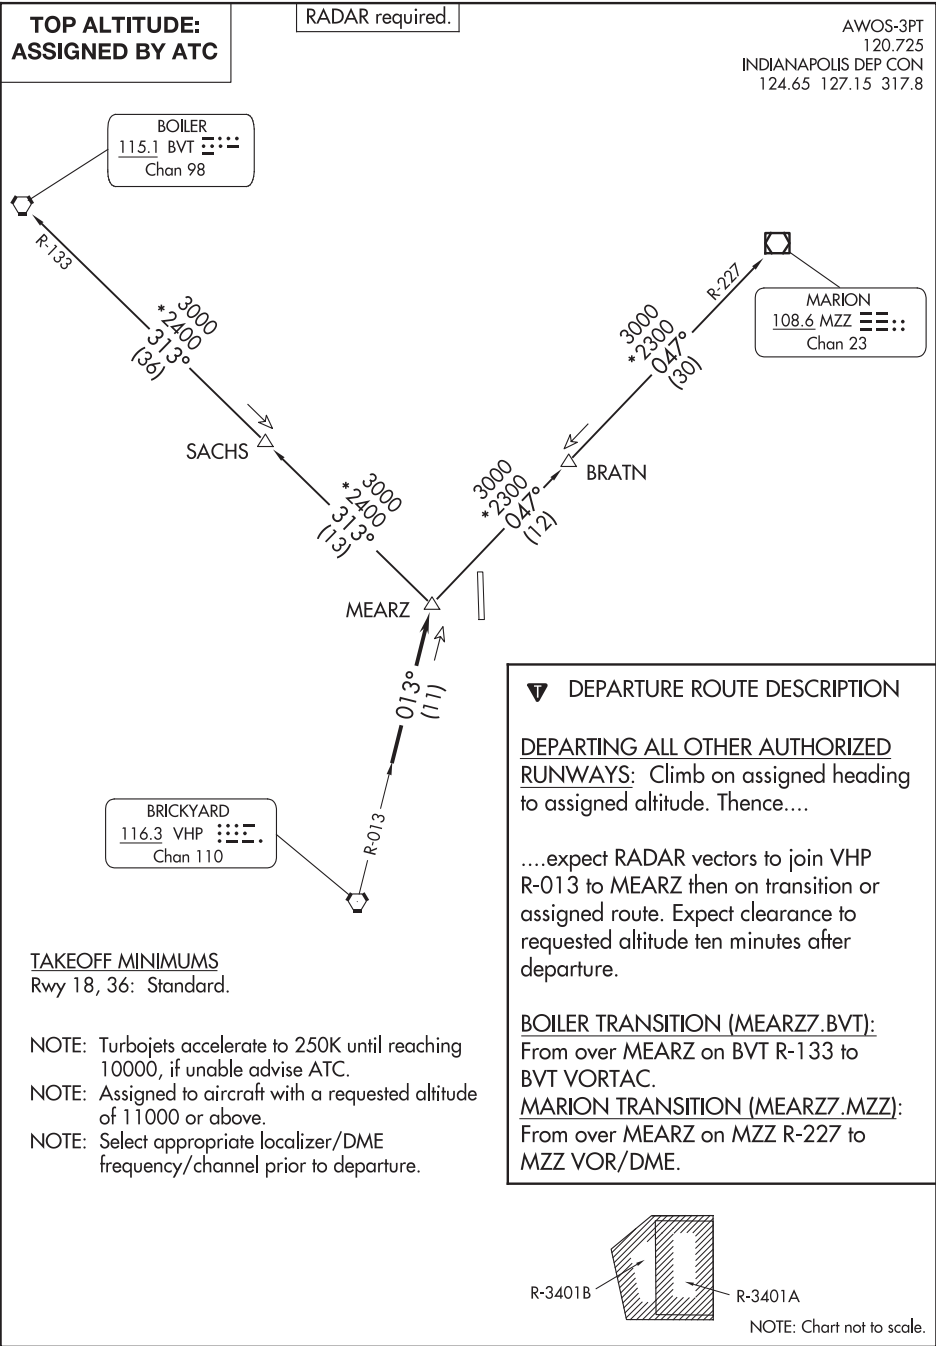 TOP ALTITUDE:
ASSIGNED BY ATC
RADAR required.
AWOS-3PT
120.725
INDIANAPOLIS DEP CON
124.65 127.15 317.8
BOILER
115.1 BVT
Chan 98
R-133
3000
*2400
313°
(36)
SACHS
3000
*2400
313°
(13)
MARION
108.6 MZZ
Chan 23
R-227
3000
*2300
047°
(30)
BRATN
3000
*2300
047°
(12)
MEARZ
013°
(11)
R-013
BRICKYARD
116.3 VHP
Chan 110
TAKEOFF MINIMUMS
Rwy 18, 36: Standard.
NOTE: Turbojets accelerate to 250K until reaching
10000, if unable advise ATC.
NOTE: Assigned to aircraft with a requested altitude
of 11000 or above.
NOTE: Select appropriate localizer/DME
frequency/channel prior to departure.
T DEPARTURE ROUTE DESCRIPTION
DEPARTING ALL OTHER AUTHORIZED
RUNWAYS: Climb on assigned heading
to assigned altitude. Thence....
....expect RADAR vectors to join VHP
R-013 to MEARZ then on transition or
assigned route. Expect clearance to
requested altitude ten minutes after
departure.
BOILER TRANSITION (MEARZ7.BVT):
From over MEARZ on BVT R-133 to
BVT VORTAC.
MARION TRANSITION (MEARZ7.MZZ):
From over MEARZ on MZZ R-227 to
MZZ VOR/DME.
R-3401B
R-3401A
NOTE: Chart not to scale.